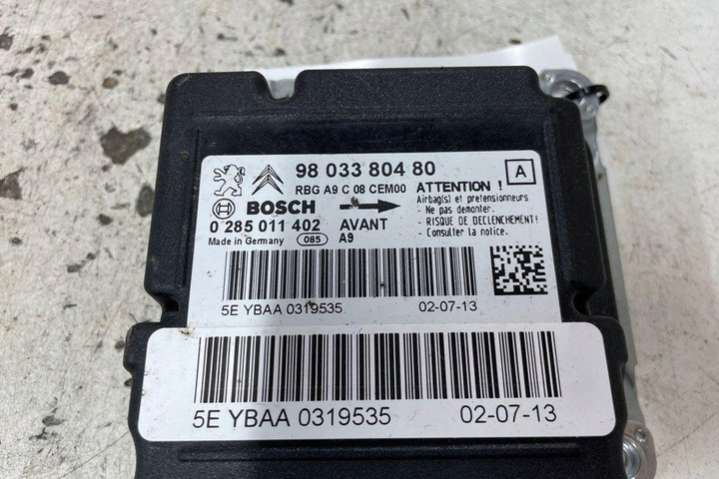 98 033 804 80
RBG A9 C 08 CEM00
ATTENTION !
A
BOSCH
Airbag(s) et pretensionneurs
- Ne pas demonter.
- RISQUE DE DECLENCHEMENT!
- Consulter la notice.
0 285 011 402
AVANT
Made in Germany
085
A9
5E YBAA 0319535 02-07-13
5E YBAA 0319535 02-07-13